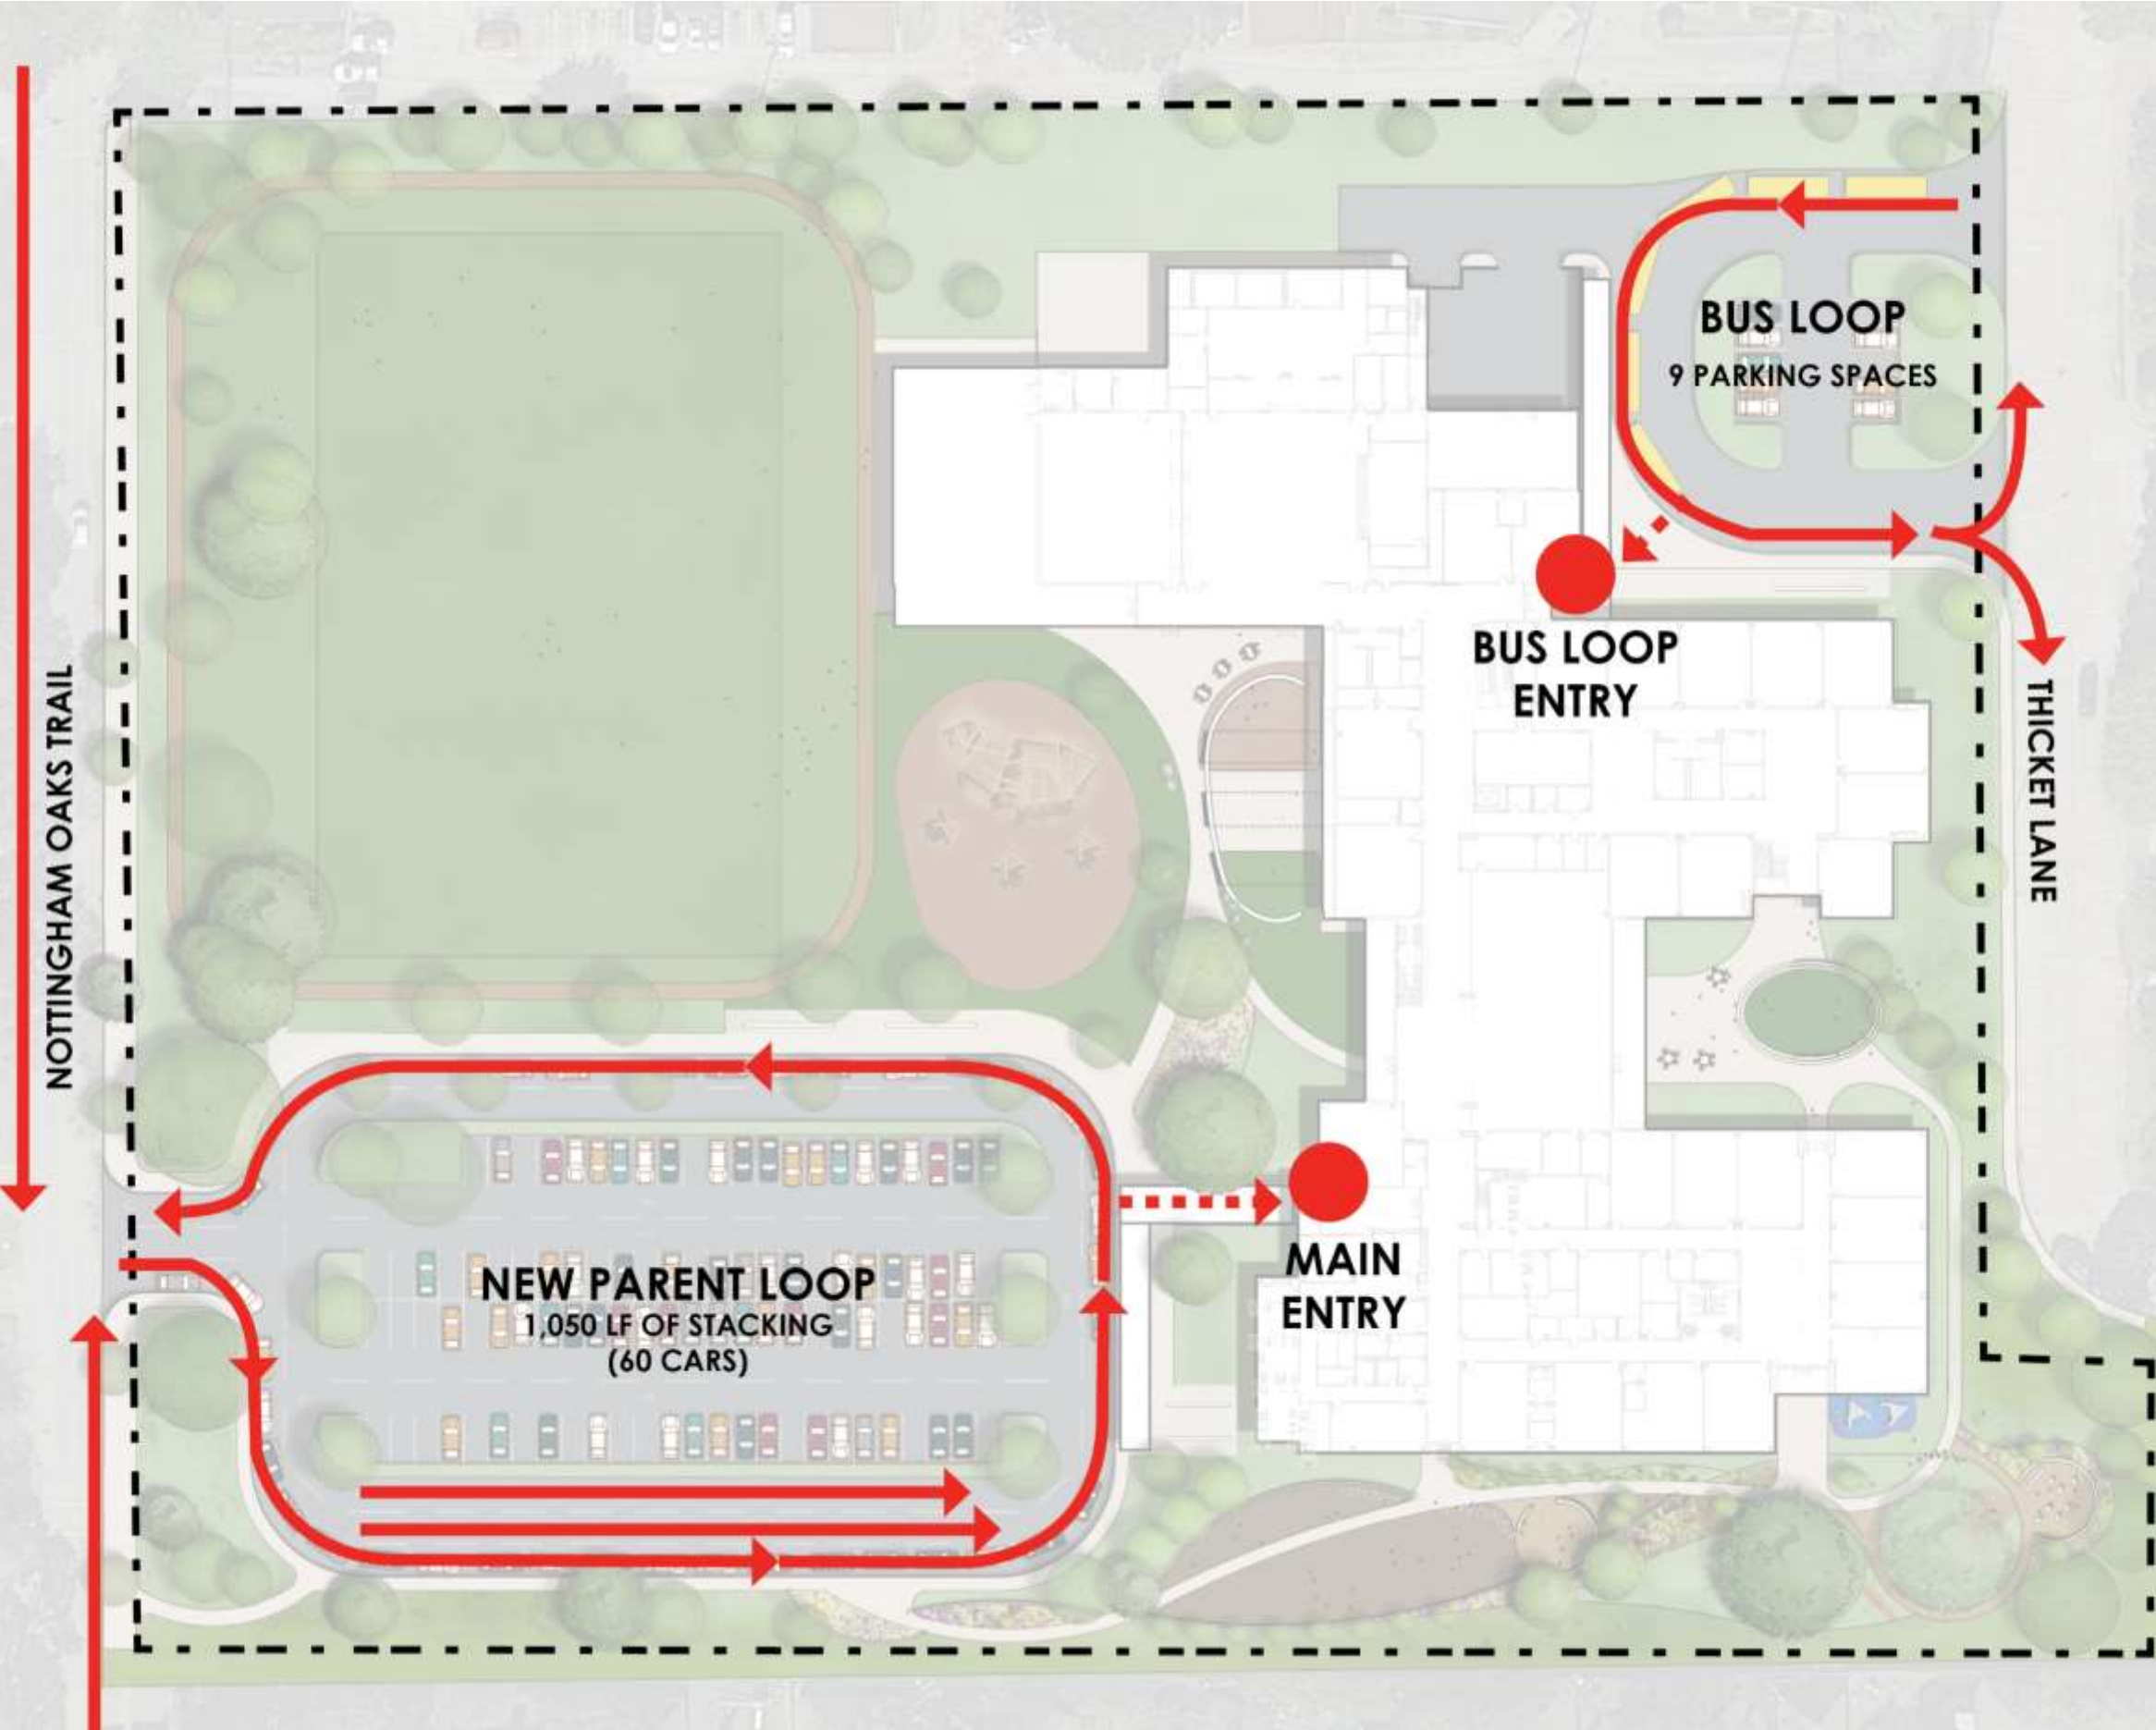 BUS LOOP
9 PARKING SPACES
BUS LOOP
ENTRY
NOTTINGHAM OAKS TRAIL
THICKET LANE
MAIN
ENTRY
NEW PARENT LOOP
1,050 LF OF STACKING
(60 CARS)